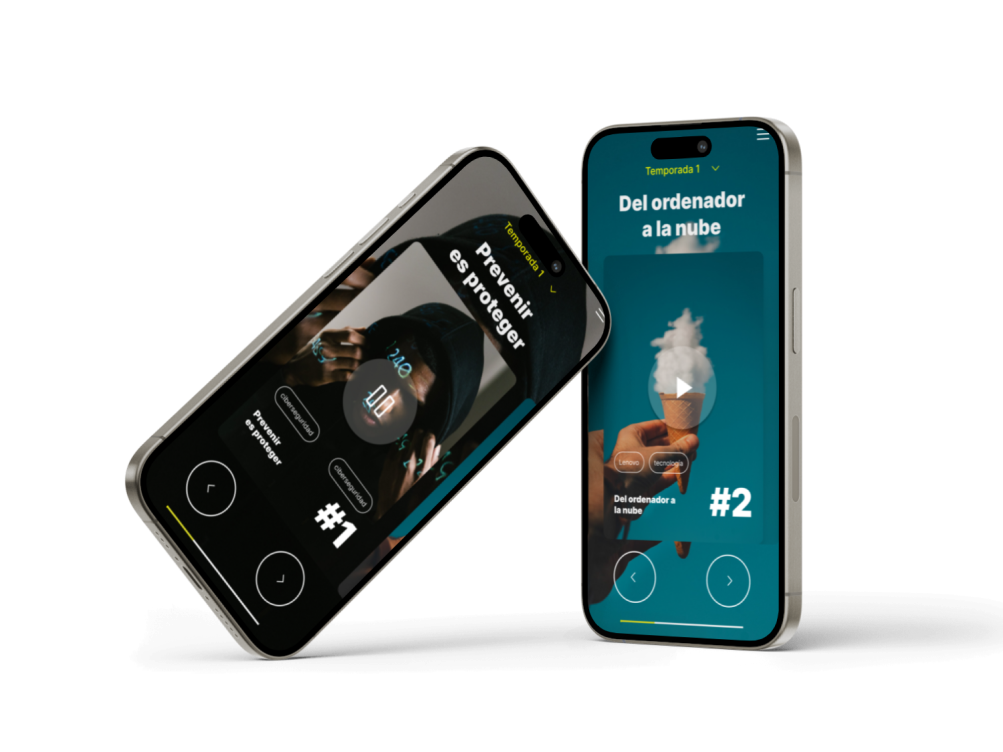 Temporada 1
Prevenir
es proteger
1240
ciberseguridad
Prevenir
es proteger
ciberseguridad
#1
Temporada 1
Del ordenador
a la nube
Lenovo
tecnología
Del ordenador a
la nube
#2